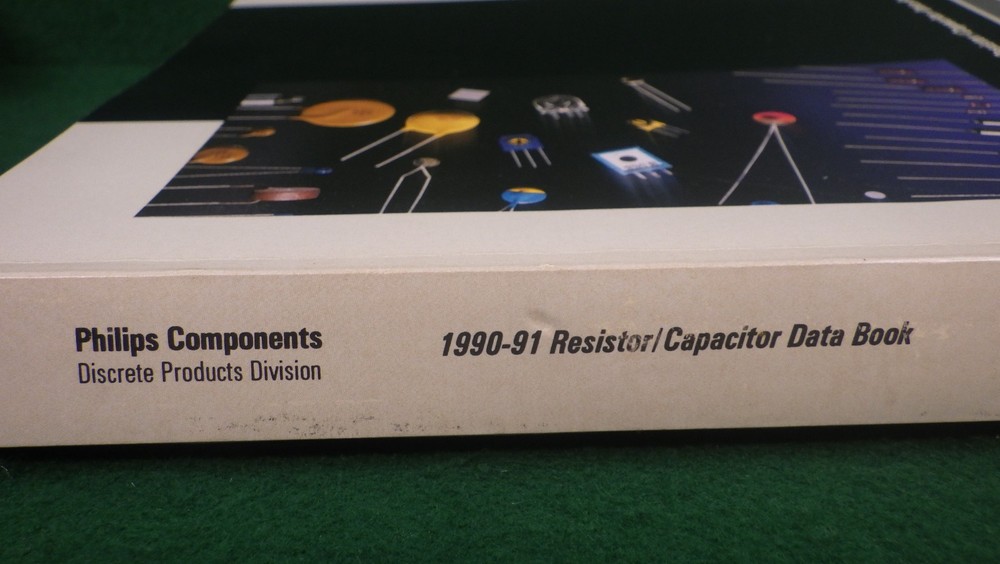 Philips Components
Discrete Products Division
1990-91 Resistor/Capacitor Data Book